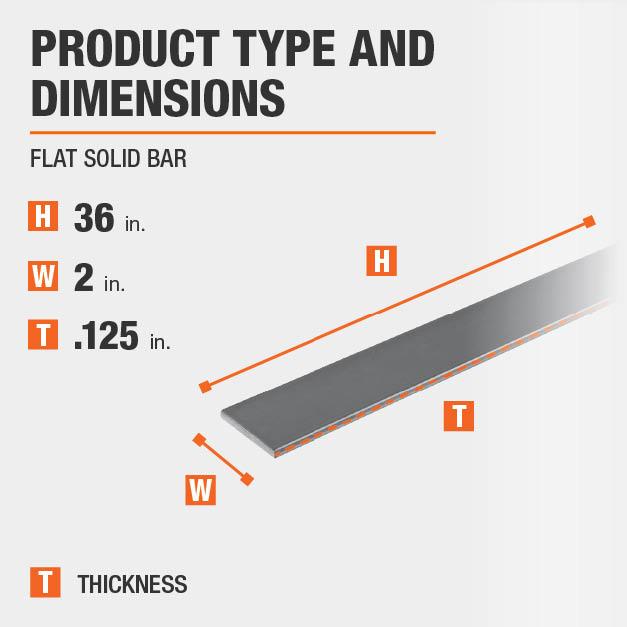 PRODUCT TYPE AND
DIMENSIONS
FLAT SOLID BAR
H 36 in.
W 2 in.
T .125 in.
H
T
W
T THICKNESS